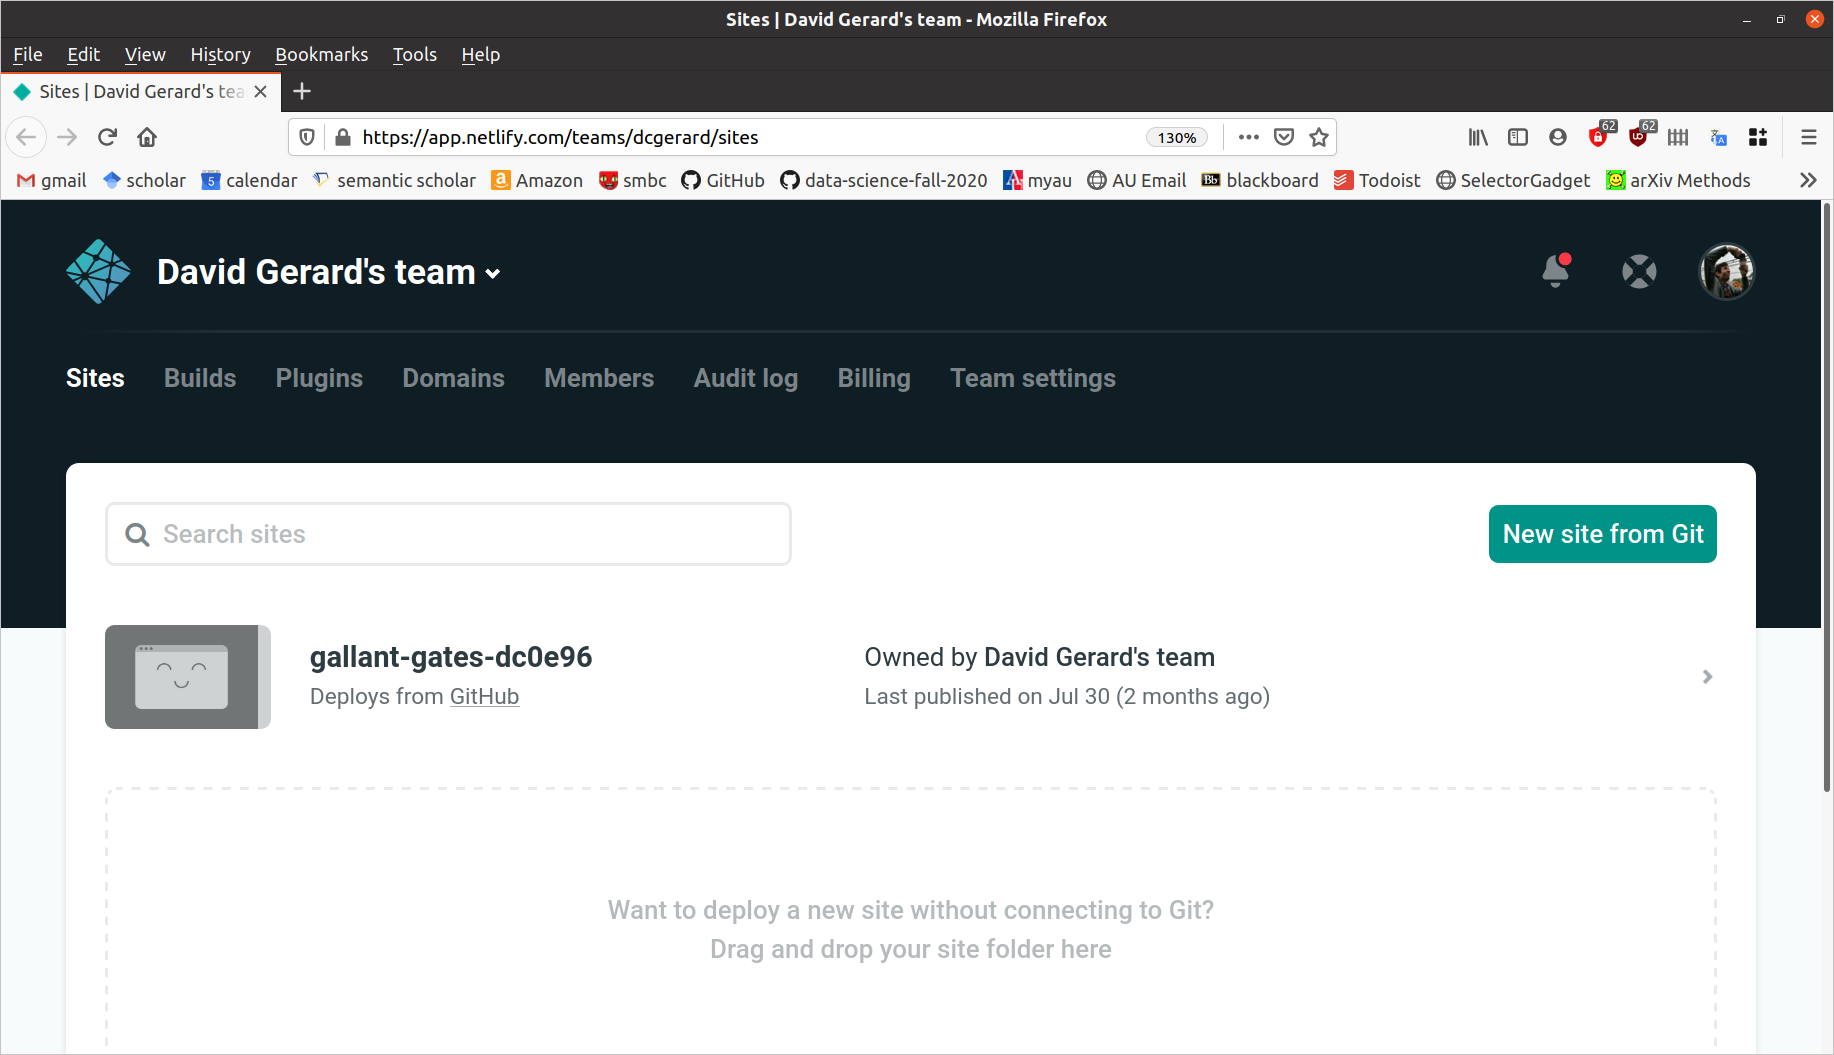 Sites | David Gerard's team - Mozilla Firefox
File Edit View History Bookmarks Tools Help
Sites | David Gerard's tea
https://app.netlify.com/teams/dcgerard/sites 130% 62 62
gmail scholar 5 calendar semantic scholar Amazon smbc GitHub data-science-fall-2020 myau AU Email Bb blackboard Todoist SelectorGadget arXiv Methods
David Gerard's team
Sites Builds Plugins Domains Members Audit log Billing Team settings
Search sites New site from Git
gallant-gates-dc0e96 Owned by David Gerard's team
Deploys from GitHub Last published on Jul 30 (2 months ago)
Want to deploy a new site without connecting to Git?
Drag and drop your site folder here